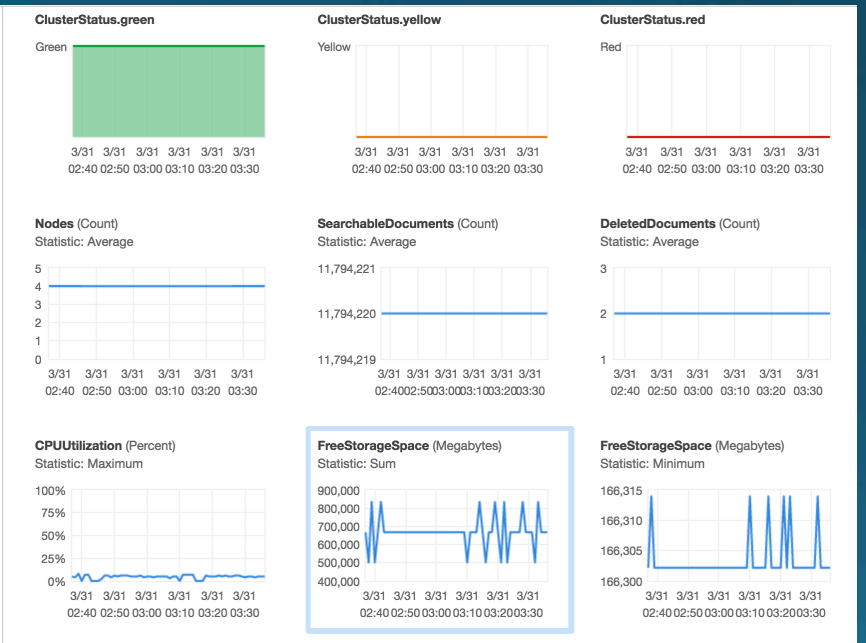 ClusterStatus.green
Green
3/31 3/31 3/31 3/31 3/31 3/31
02:40 02:50 03:00 03:10 03:20 03:30
ClusterStatus.yellow
Yellow
3/31 3/31 3/31 3/31 3/31 3/31
02:40 02:50 03:00 03:10 03:20 03:30
ClusterStatus.red
Red
3/31 3/31 3/31 3/31 3/31 3/31
02:40 02:50 03:00 03:10 03:20 03:30
Nodes (Count)
Statistic: Average
5
4
3
2
1
0
3/31 3/31 3/31 3/31 3/31 3/31
02:40 02:50 03:00 03:10 03:20 03:30
SearchableDocuments (Count)
Statistic: Average
11,794,221
11,794,220
11,794,219
3/31 3/31 3/31 3/31 3/31 3/31
02:40 02:50 03:00 03:10 03:20 03:30
DeletedDocuments (Count)
Statistic: Average
3
2
1
3/31 3/31 3/31 3/31 3/31 3/31
02:40 02:50 03:00 03:10 03:20 03:30
CPUUtilization (Percent)
Statistic: Maximum
100%
75%
50%
25%
0%
3/31 3/31 3/31 3/31 3/31 3/31
02:40 02:50 03:00 03:10 03:20 03:30
FreeStorageSpace (Megabytes)
Statistic: Sum
900,000
800,000
700,000
600,000
500,000
400,000
3/31 3/31 3/31 3/31 3/31 3/31
02:40 02:50 03:00 03:10 03:20 03:30
FreeStorageSpace (Megabytes)
Statistic: Minimum
166,315
166,310
166,305
166,300
3/31 3/31 3/31 3/31 3/31 3/31
02:40 02:50 03:00 03:10 03:20 03:30